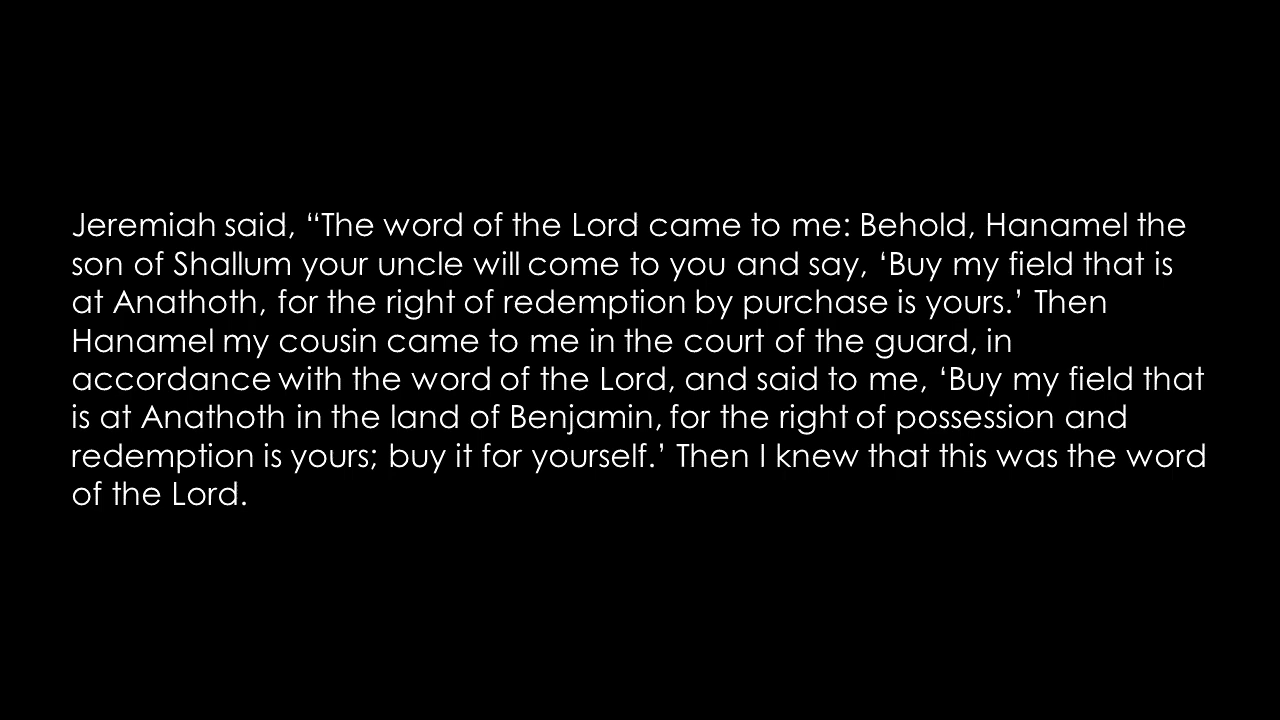 Jeremiah said, “The word of the Lord came to me: Behold, Hanamel the
son of Shallum your uncle will come to you and say, ‘Buy my field that is
at Anathoth, for the right of redemption by purchase is yours.’ Then
Hanamel my cousin came to me in the court of the guard, in
accordance with the word of the Lord, and said to me, ‘Buy my field that
is at Anathoth in the land of Benjamin, for the right of possession and
redemption is yours; buy it for yourself.’ Then I knew that this was the word
of the Lord.